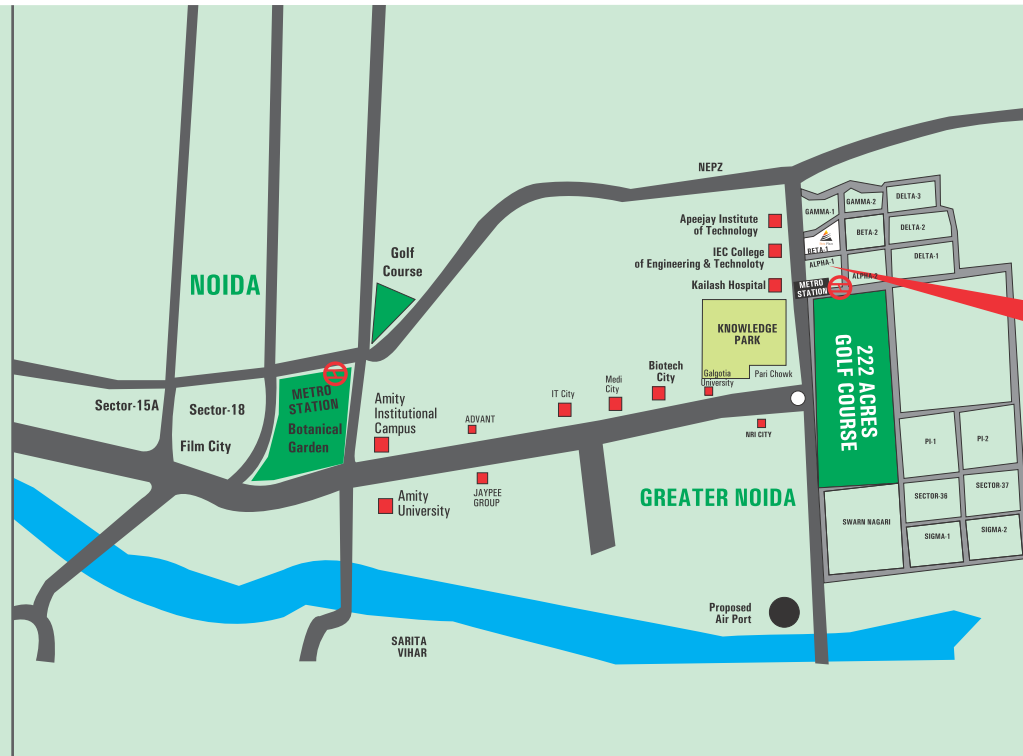 NEPZ
GAMMA-1
GAMMA-2
DELTA-3
Apeejay Institute
of Technology
BETA-1
BETA-2
DELTA-2
IEC College
of Engineering & Technoloty
ALPHA-1
ALPHA-2
DELTA-1
Kailash Hospital
METRO
STATION
Golf
Course
NOIDA
KNOWLEDGE
PARK
222 ACRES
GOLF COURSE
Galgotia
University
Pari Chowk
Biotech
City
Medi
City
IT City
METRO
STATION
Botanical
Garden
Sector-15A
Sector-18
Film City
Amity
Institutional
Campus
ADVANT
NRI CITY
PI-1
PI-2
JAYPEE
GROUP
Amity
University
GREATER NOIDA
SECTOR-36
SECTOR-37
SWARN NAGARI
SIGMA-1
SIGMA-2
Proposed
Air Port
SARITA
VIHAR